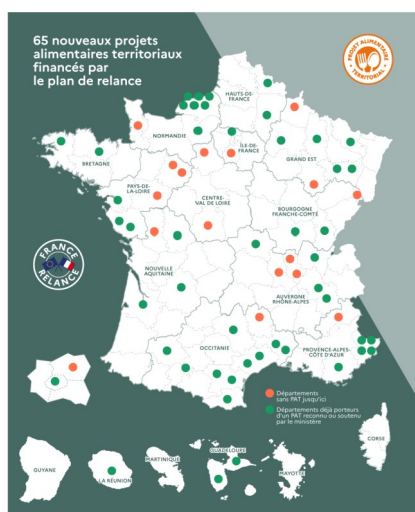 65 nouveaux projets
alimentaires territoriaux
financés par
le plan de relance
PROJET ALIMENTAIRE
TERRITORIAL
HAUTS-DE-
FRANCE
NORMANDIE
ÎLE-DE-
FRANCE
GRAND EST
BRETAGNE
PAYS-DE-
LA-LOIRE
CENTRE-
VAL DE LOIRE
BOURGOGNE
FRANCHE-COMTÉ
FRANCE
RELANCE
NOUVELLE
AQUITAINE
AUVERGNE
RHÔNE-ALPES
OCCITANIE
PROVENCE-ALPES-
CÔTE D'AZUR
Départements
sans PAT jusqu'ici
Départements déjà porteurs
d'un PAT reconnu ou soutenu
par le ministère
CORSE
GUYANE
LA RÉUNION
MARTINIQUE
GUADELOUPE
MAYOTTE